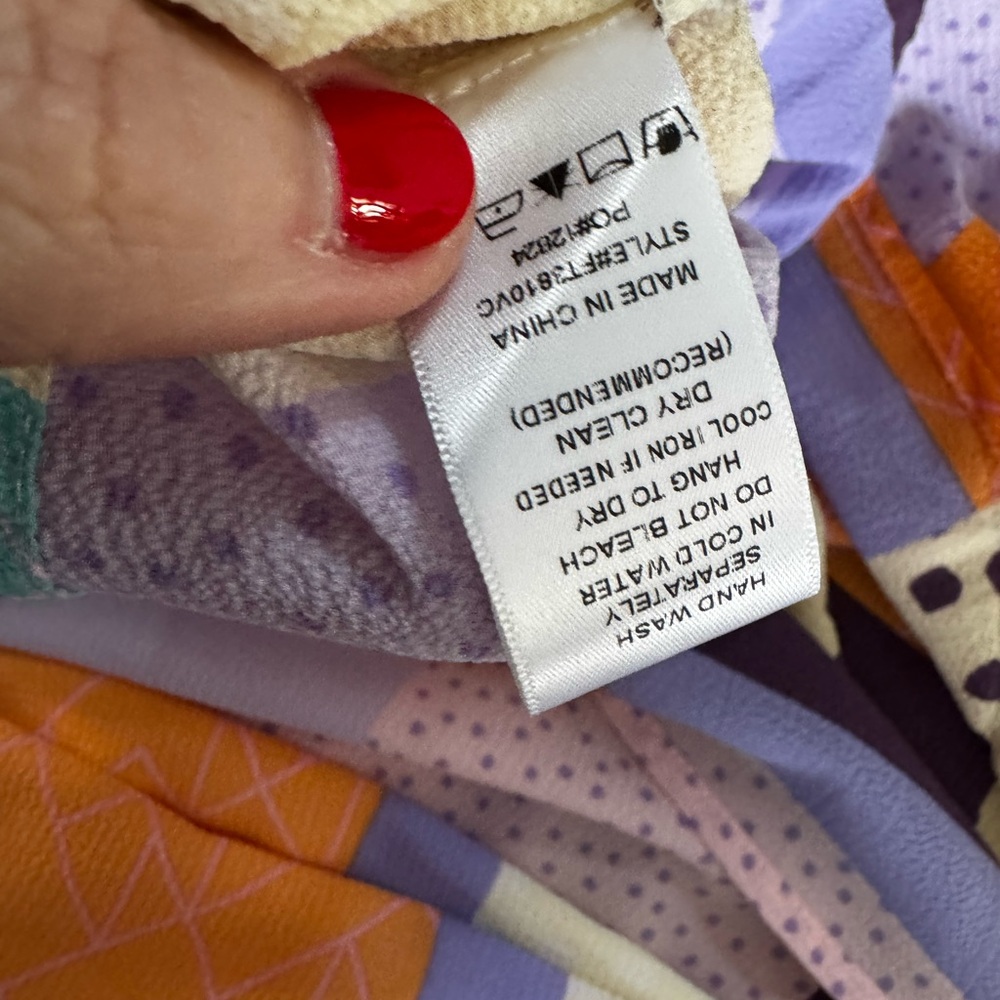 HAND WASH
SEPARATELY
IN COLD WATER
DO NOT BLEACH
HANG TO DRY
COOL IRON IF NEEDED
DRY CLEAN
(RECOMMENDED)
MADE IN CHINA
STYLE#FT3810VC
PO#12824